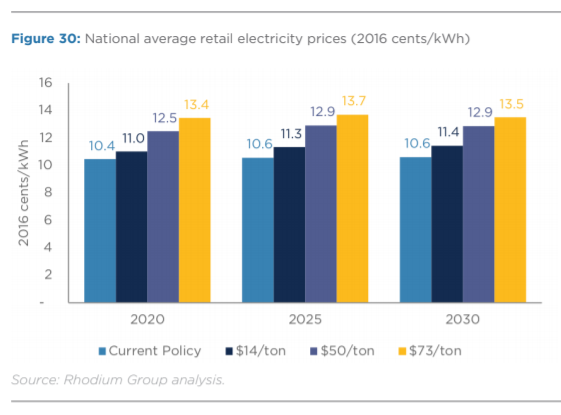 Figure 30: National average retail electricity prices (2016 cents/kWh)
2016 cents/kWh
16
14
12
10
8
6
4
2
-
10.4 11.0 12.5 13.4
10.6 11.3 12.9 13.7
10.6 11.4 12.9 13.5
2020 2025 2030
Current Policy $14/ton $50/ton $73/ton
Source: Rhodium Group analysis.